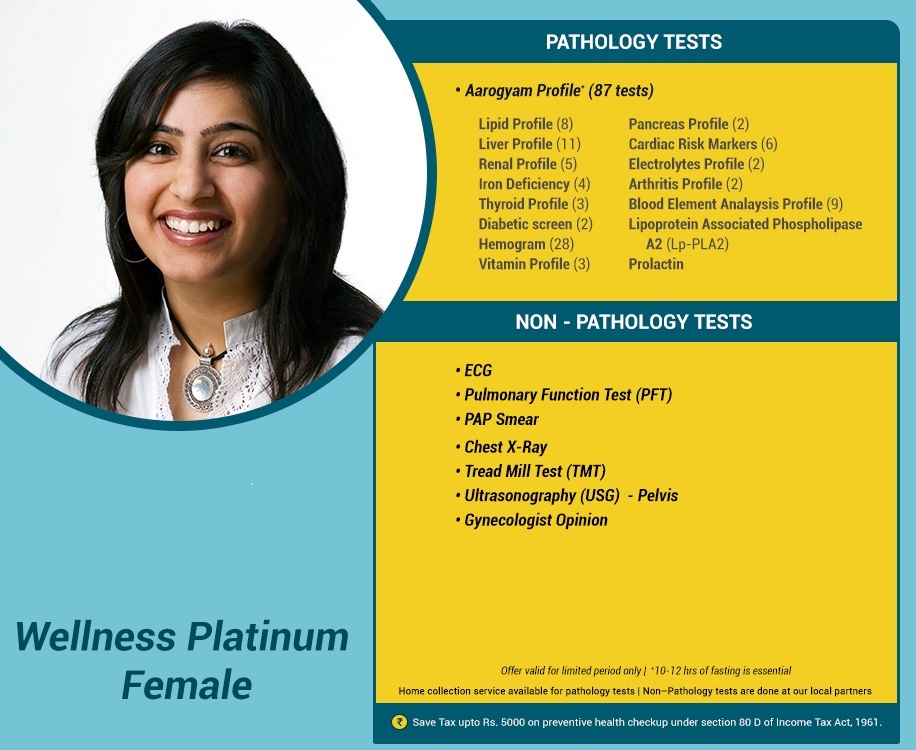 PATHOLOGY TESTS
• Aarogyam Profile* (87 tests)
Lipid Profile (8)
Liver Profile (11)
Renal Profile (5)
Iron Deficiency (4)
Thyroid Profile (3)
Diabetic screen (2)
Hemogram (28)
Vitamin Profile (3)
Pancreas Profile (2)
Cardiac Risk Markers (6)
Electrolytes Profile (2)
Arthritis Profile (2)
Blood Element Analaysis Profile (9)
Lipoprotein Associated Phospholipase
A2 (Lp-PLA2)
Prolactin
NON - PATHOLOGY TESTS
• ECG
• Pulmonary Function Test (PFT)
• PAP Smear
• Chest X-Ray
• Tread Mill Test (TMT)
• Ultrasonography (USG) - Pelvis
• Gynecologist Opinion
Wellness Platinum
Female
Offer valid for limited period only | *10-12 hrs of fasting is essential
Home collection service available for pathology tests | Non–Pathology tests are done at our local partners
₹ Save Tax upto Rs. 5000 on preventive health checkup under section 80 D of Income Tax Act, 1961.